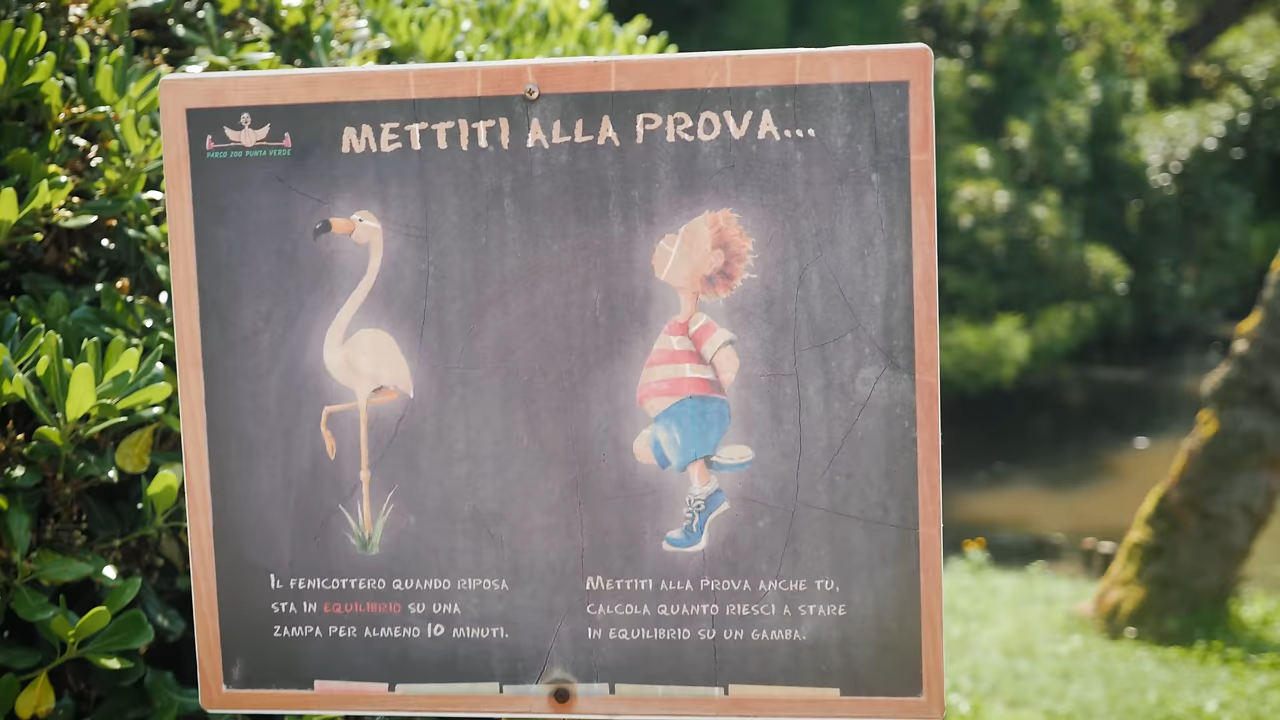 PARCO ZOO PUNTA VERDE
METTITI ALLA PROVA...
IL FENICOTTERO QUANDO RIPOSA
STA IN EQUILIBRIO SU UNA
ZAMPA PER ALMENO 10 MINUTI.
METTITI ALLA PROVA ANCHE TU,
CALCOLA QUANTO RIESCI A STARE
IN EQUILIBRIO SU UN GAMBA.